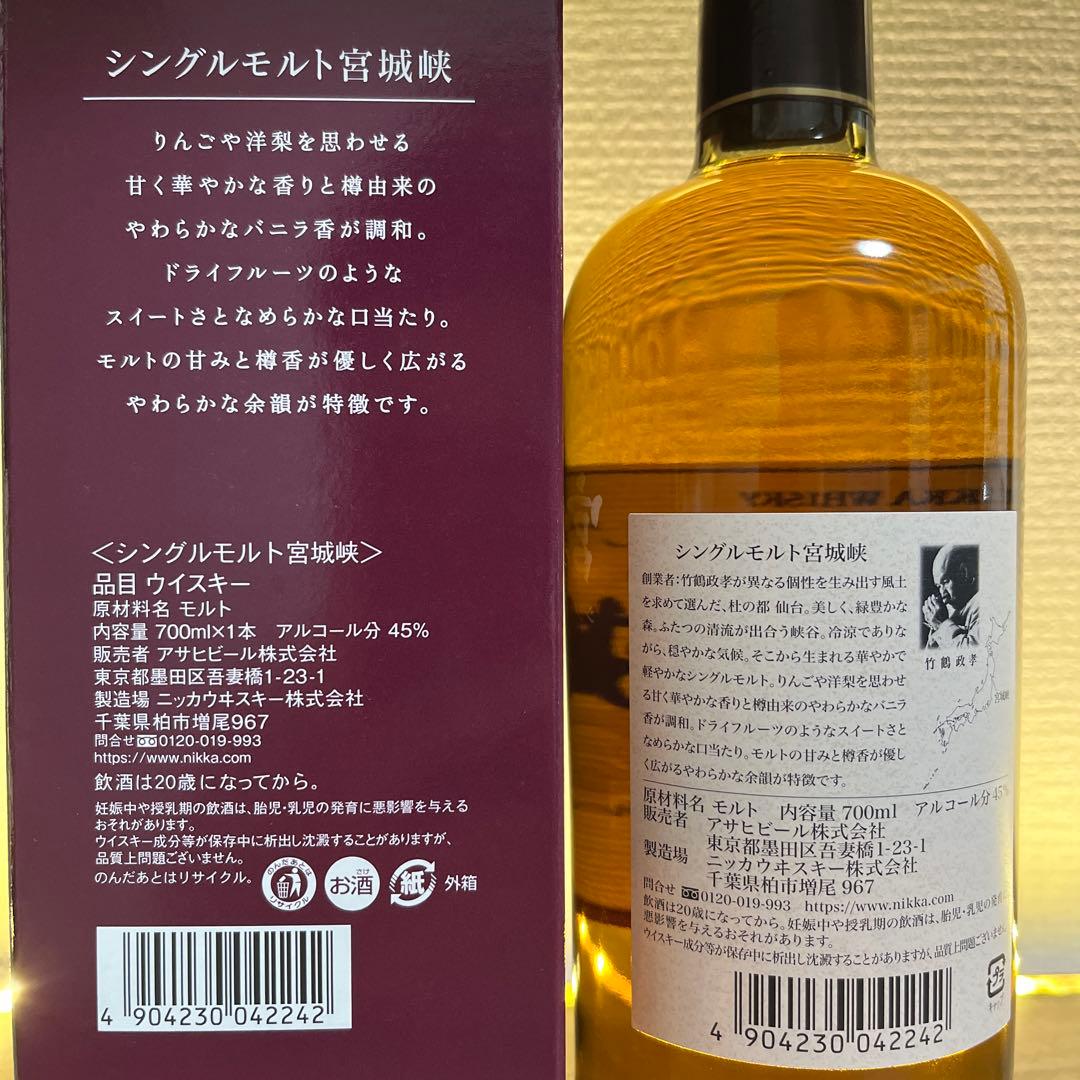 シングルモルト宮城峡
りんごや洋梨を思わせる
甘く華やかな香りと樽由来の
やわらかなバニラ香が調和。
ドライフルーツのような
スイートさとなめらかな口当たり。
モルトの甘みと樽香が優しく広がる
やわらかな余韻が特徴です。
＜シングルモルト宮城峡＞
品目 ウイスキー
原材料名 モルト
内容量 700ml×1本　アルコール分 45%
販売者 アサヒビール株式会社
東京都墨田区吾妻橋1-23-1
製造場 ニッカウヰスキー株式会社
千葉県柏市増尾967
問合せ 0120-019-993
https://www.nikka.com
飲酒は20歳になってから。
妊娠中や授乳期の飲酒は、胎児・乳児の発育に悪影響を与える
おそれがあります。
ウイスキー成分等が保存中に析出し沈澱することがありますが、
品質上問題ございません。
のんだあとはリサイクル。
のんだあとは
リサイクル
さけ
お酒
紙
外箱
4 904230 042242
KKA WHISKY
シングルモルト宮城峡
創業者：竹鶴政孝が異なる個性を生み出す風土
を求めて選んだ、杜の都 仙台。美しく、緑豊かな
森。ふたつの清流が出合う峡谷。冷涼でありな
がら、穏やかな気候。そこから生まれる華やかで
軽やかなシングルモルト。りんごや洋梨を思わせ
る甘く華やかな香りと樽由来のやわらかなバニラ
香が調和。ドライフルーツのようなスイートさと
なめらかな口当たり。モルトの甘みと樽香が優し
く広がるやわらかな余韻が特徴です。
竹鶴政孝
宮城峡
原材料名 モルト　内容量 700ml　アルコール分 45%
販売者 アサヒビール株式会社
東京都墨田区吾妻橋1-23-1
製造場 ニッカウヰスキー株式会社
千葉県柏市増尾 967
問合せ 0120-019-993 https://www.nikka.com
飲酒は20歳になってから。妊娠中や授乳期の飲酒は、胎児・乳児の発育に
悪影響を与えるおそれがあります。
ウイスキー成分等が保存中に析出し沈澱することがありますが、品質上問題ございません。
プラ
キャップ
4 904230 042242